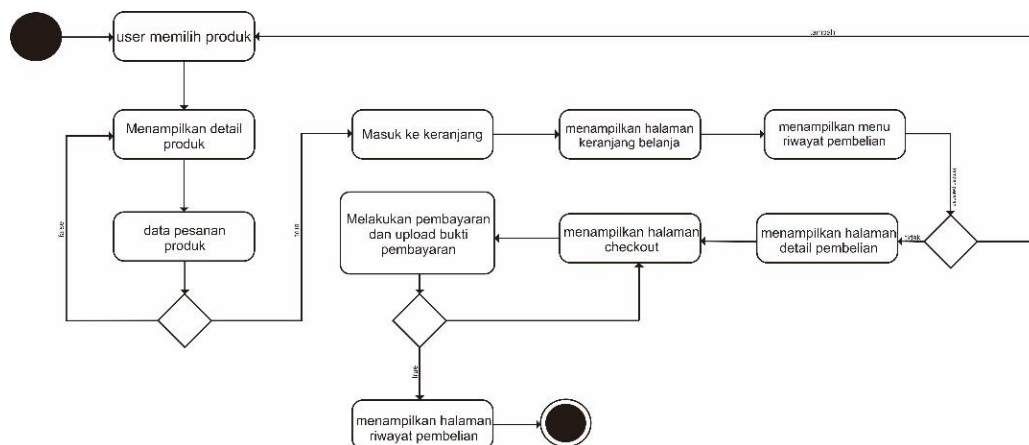 user memilih produk
tambah
Menampilkan detail
produk
Masuk ke keranjang
menampilkan halaman
keranjang belanja
menampilkan menu
riwayat pembelian
false
true
data pesanan
produk
Melakukan pembayaran
dan upload bukti
pembayaran
menampilkan halaman
checkout
menampilkan halaman
detail pembelian
tidak
true
menampilkan halaman
riwayat pembelian